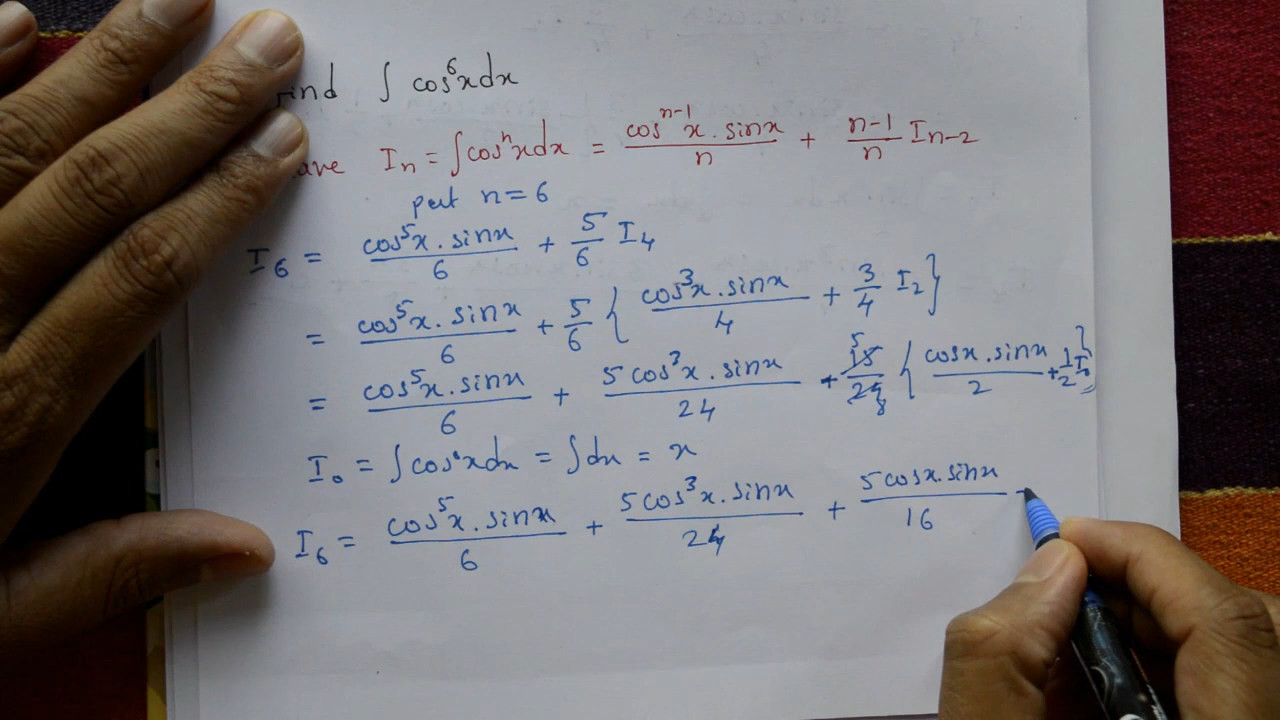 ∫ cos⁶x dx
Iₙ = ∫cosⁿx dx = cosⁿ⁻¹x . sinx / n + n-1/n Iₙ₋₂
put n = 6
I₆ = cos⁵x . sinx / 6 + 5/6 I₄
= cos⁵x . sinx / 6 + 5/6 { cos³x . sinx / 4 + 3/4 I₂ }
= cos⁵x . sinx / 6 + 5 cos³x . sinx / 24 + 15/24 5/8 { cosx . sinx / 2 + 1/2 I₀ }
I₀ = ∫ cos⁰x dx = ∫ dx = x
I₆ = cos⁵x . sinx / 6 + 5 cos³x . sinx / 24 + 5 cosx . sinx / 16